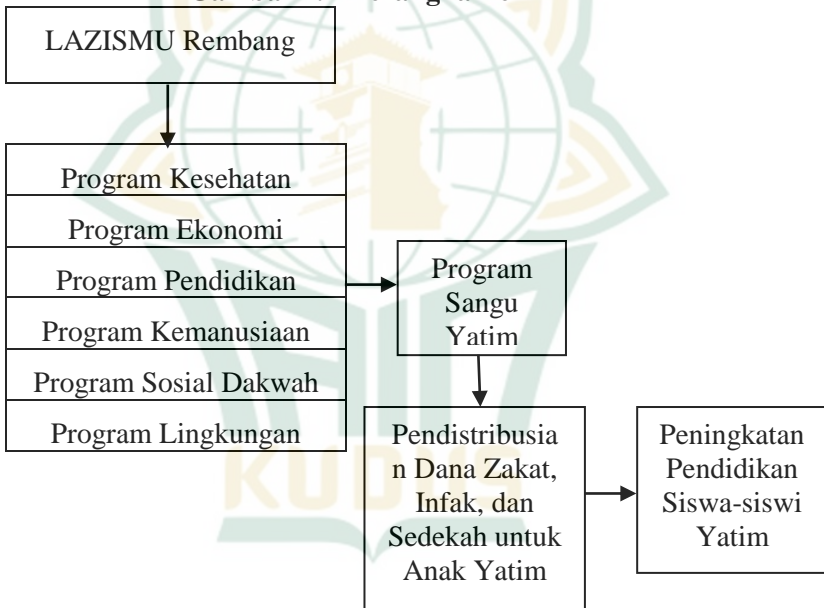 LAZISMU Rembang
Program Kesehatan
Program Ekonomi
Program Pendidikan
Program Kemanusiaan
Program Sosial Dakwah
Program Lingkungan
Program
Sangu
Yatim
Pendistribusia
n Dana Zakat,
Infak, dan
Sedekah untuk
Anak Yatim
Peningkatan
Pendidikan
Siswa-siswi
Yatim
KUDUS